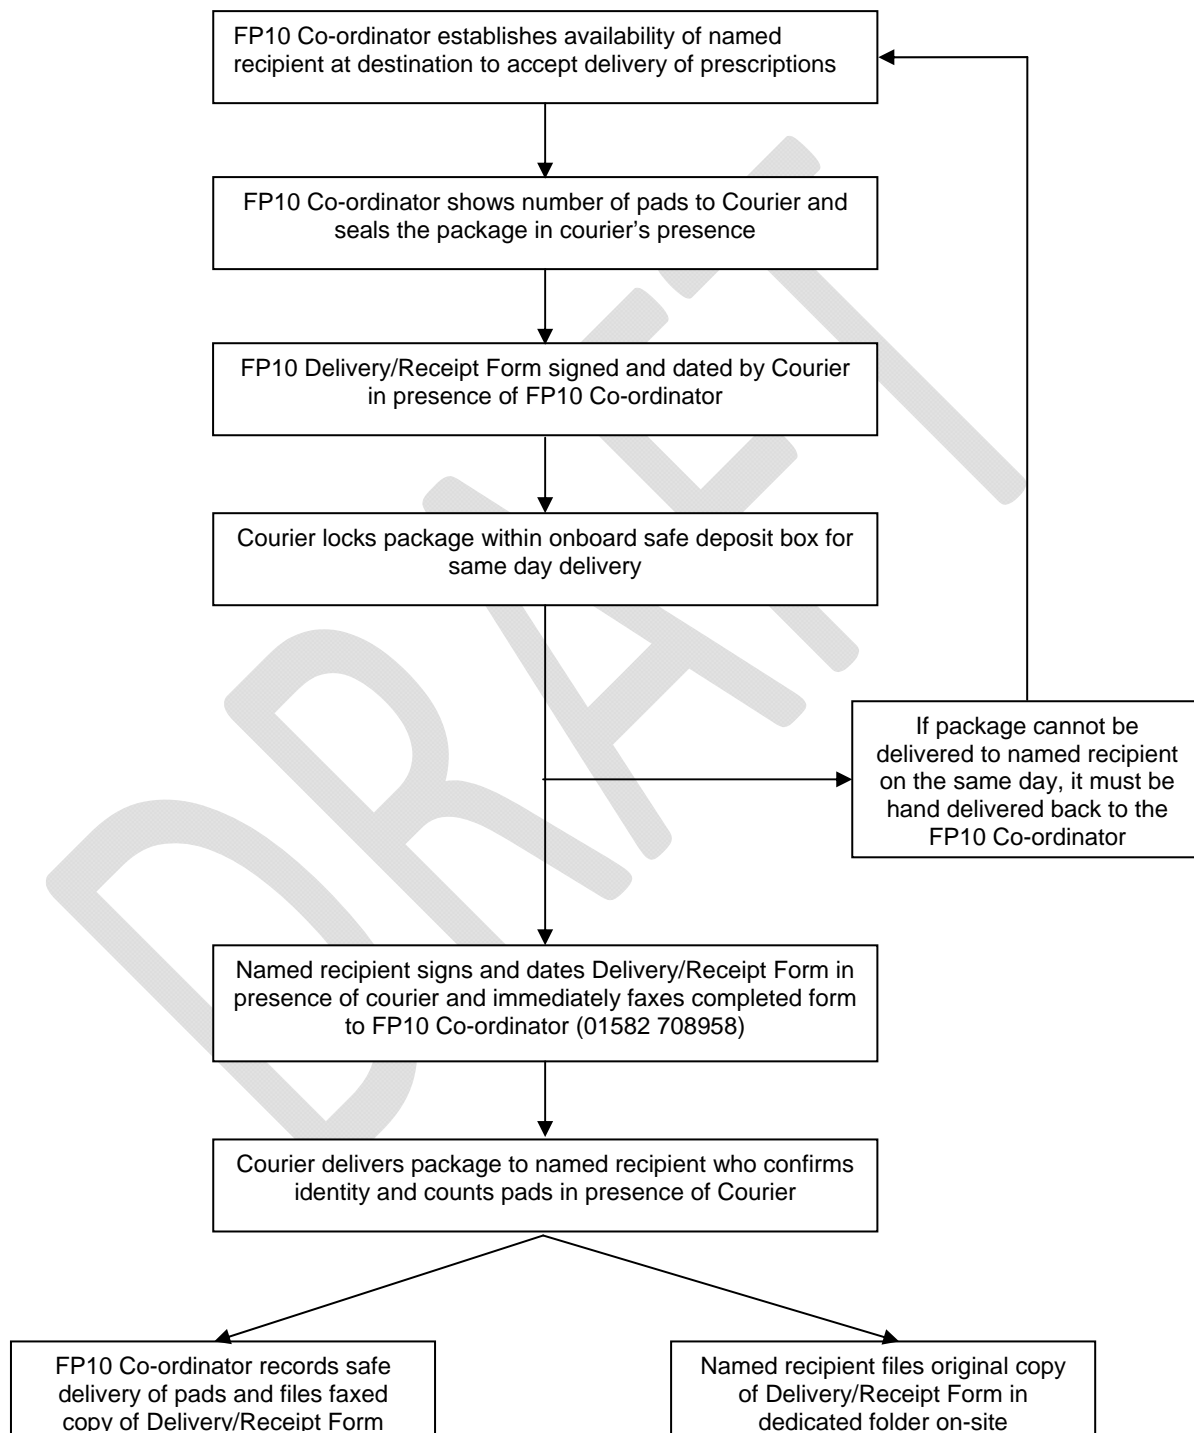 FP10 Co-ordinator establishes availability of named
recipient at destination to accept delivery of prescriptions
FP10 Co-ordinator shows number of pads to Courier and
seals the package in courier’s presence
FP10 Delivery/Receipt Form signed and dated by Courier
in presence of FP10 Co-ordinator
Courier locks package within onboard safe deposit box for
same day delivery
If package cannot be
delivered to named recipient
on the same day, it must be
hand delivered back to the
FP10 Co-ordinator
Named recipient signs and dates Delivery/Receipt Form in
presence of courier and immediately faxes completed form
to FP10 Co-ordinator (01582 708958)
Courier delivers package to named recipient who confirms
identity and counts pads in presence of Courier
FP10 Co-ordinator records safe
delivery of pads and files faxed
copy of Delivery/Receipt Form
Named recipient files original copy
of Delivery/Receipt Form in
dedicated folder on-site
DRAFT